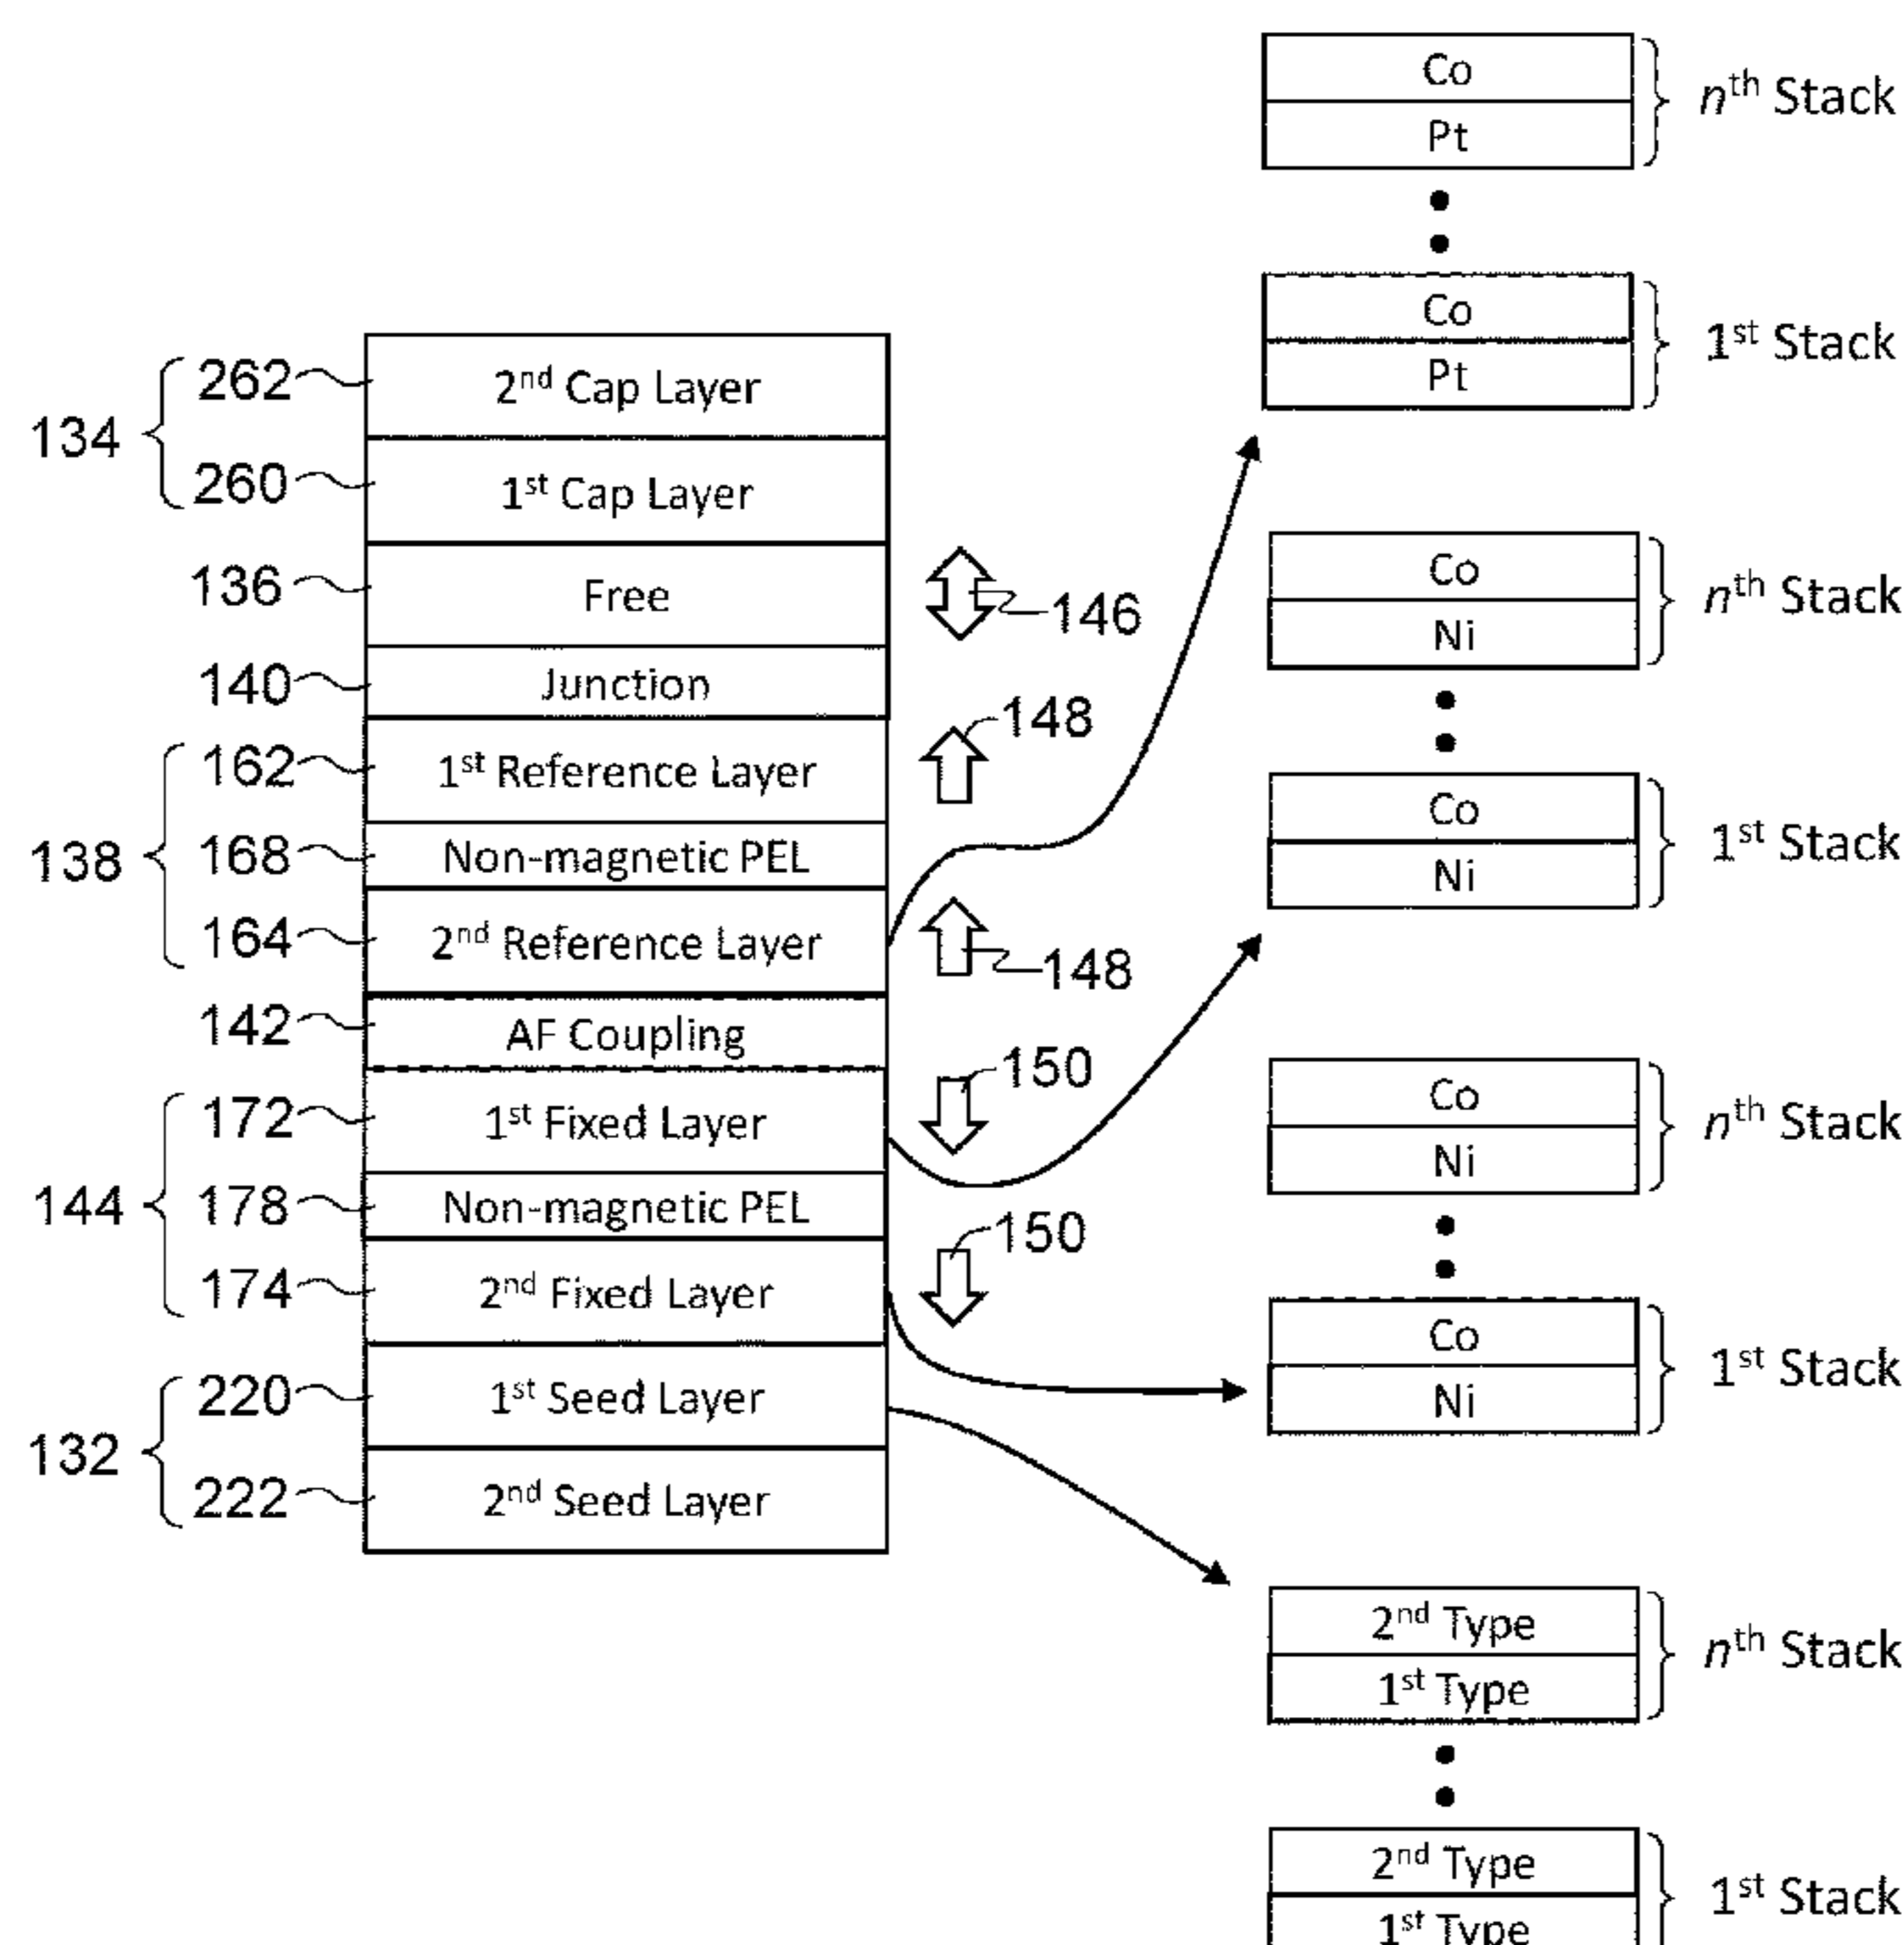 Co
nth Stack
Pt
Co
1st Stack
Pt
262
2nd Cap Layer
134
260
1st Cap Layer
136
Free
146
140
Junction
148
162
1st Reference Layer
138
168
Non-magnetic PEL
164
2nd Reference Layer
148
142
AF Coupling
150
172
1st Fixed Layer
144
178
Non-magnetic PEL
150
174
2nd Fixed Layer
220
1st Seed Layer
132
222
2nd Seed Layer
Co
nth Stack
Ni
Co
1st Stack
Ni
Co
nth Stack
Ni
Co
1st Stack
Ni
2nd Type
nth Stack
1st Type
2nd Type
1st Stack
1st Type